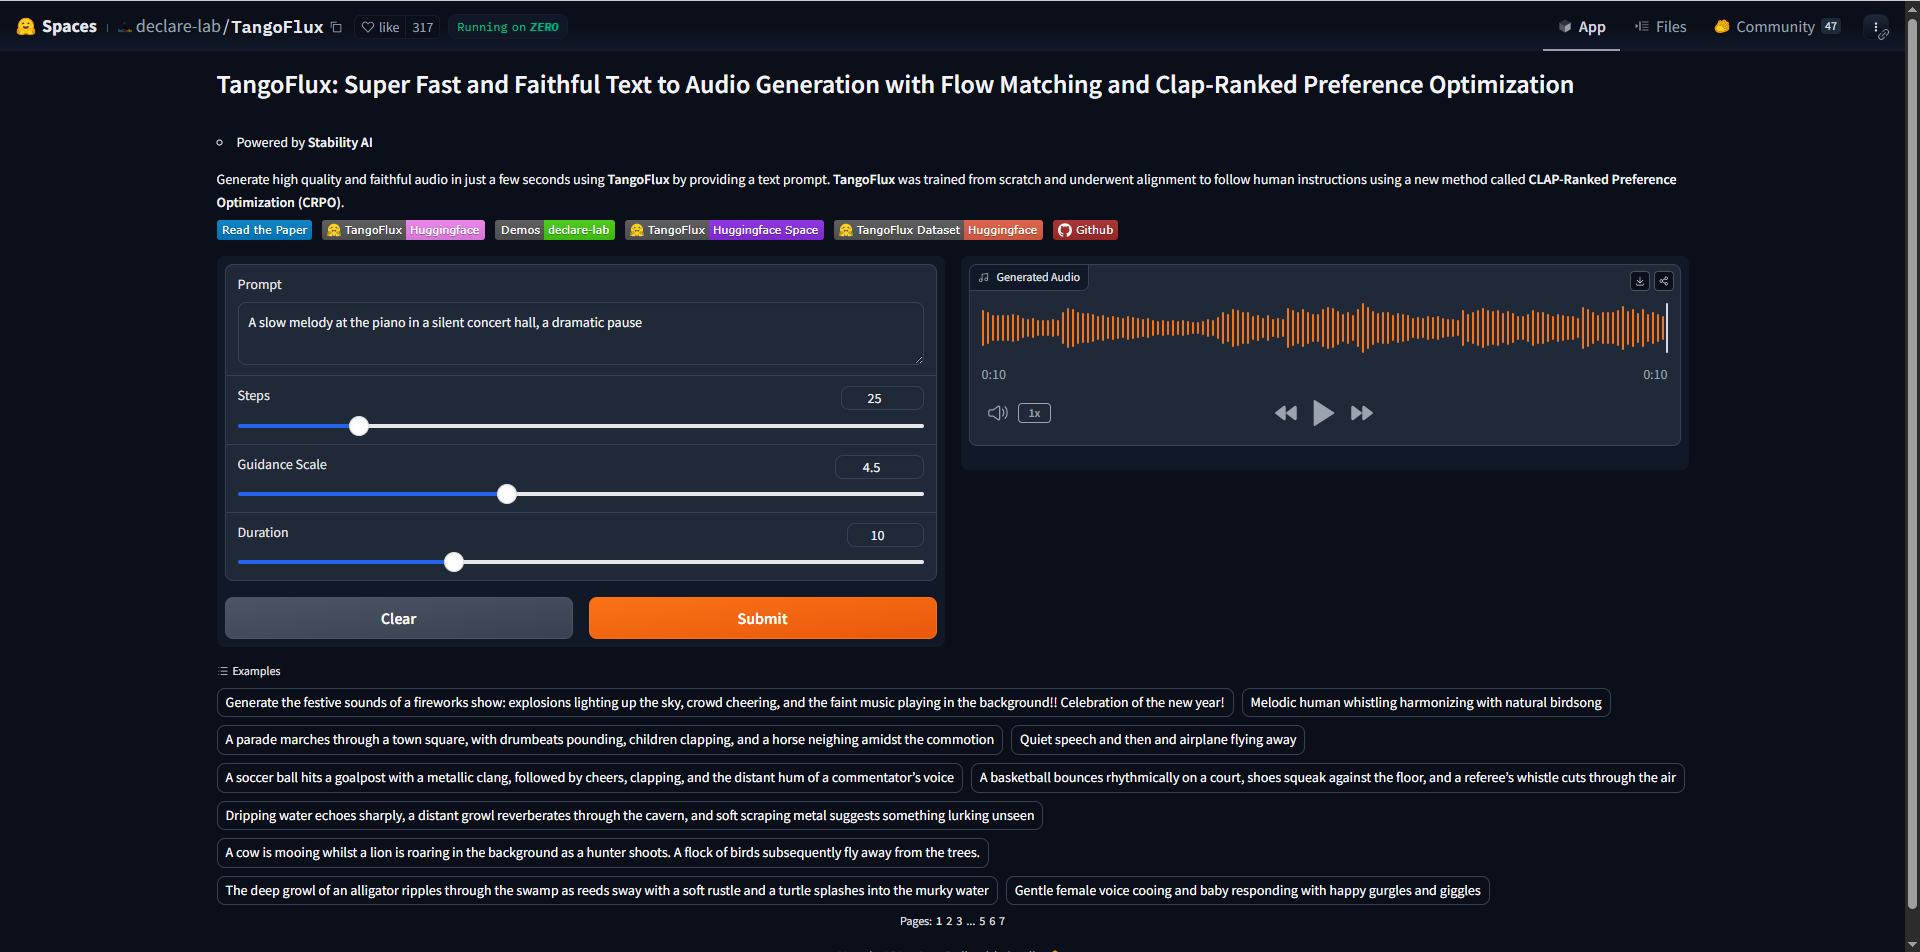 Spaces declare-lab/TangoFlux like 317 Running on ZERO App Files Community 47
TangoFlux: Super Fast and Faithful Text to Audio Generation with Flow Matching and Clap-Ranked Preference Optimization
Powered by Stability AI
Generate high quality and faithful audio in just a few seconds using TangoFlux by providing a text prompt. TangoFlux was trained from scratch and underwent alignment to follow human instructions using a new method called CLAP-Ranked Preference
Optimization (CRPO).
Read the Paper TangoFlux Huggingface Demos declare-lab TangoFlux Huggingface Space TangoFlux Dataset Huggingface Github
Prompt
A slow melody at the piano in a silent concert hall, a dramatic pause
Steps 25
Guidance Scale 4.5
Duration 10
Clear Submit
Generated Audio
0:10 0:10
1x
Examples
Generate the festive sounds of a fireworks show: explosions lighting up the sky, crowd cheering, and the faint music playing in the background!! Celebration of the new year! Melodic human whistling harmonizing with natural birdsong
A parade marches through a town square, with drumbeats pounding, children clapping, and a horse neighing amidst the commotion Quiet speech and then and airplane flying away
A soccer ball hits a goalpost with a metallic clang, followed by cheers, clapping, and the distant hum of a commentator’s voice A basketball bounces rhythmically on a court, shoes squeak against the floor, and a referee’s whistle cuts through the air
Dripping water echoes sharply, a distant growl reverberates through the cavern, and soft scraping metal suggests something lurking unseen
A cow is mooing whilst a lion is roaring in the background as a hunter shoots. A flock of birds subsequently fly away from the trees.
The deep growl of an alligator ripples through the swamp as reeds sway with a soft rustle and a turtle splashes into the murky water Gentle female voice cooing and baby responding with happy gurgles and giggles
Pages: 1 2 3 ... 5 6 7